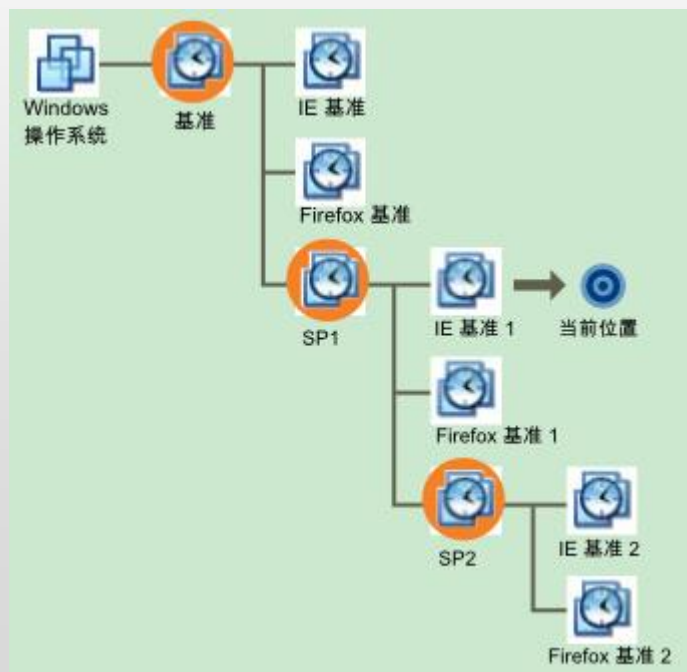 Windows
操作系统
基准
IE 基准
Firefox 基准
SP1
IE 基准 1
当前位置
Firefox 基准 1
SP2
IE 基准 2
Firefox 基准 2